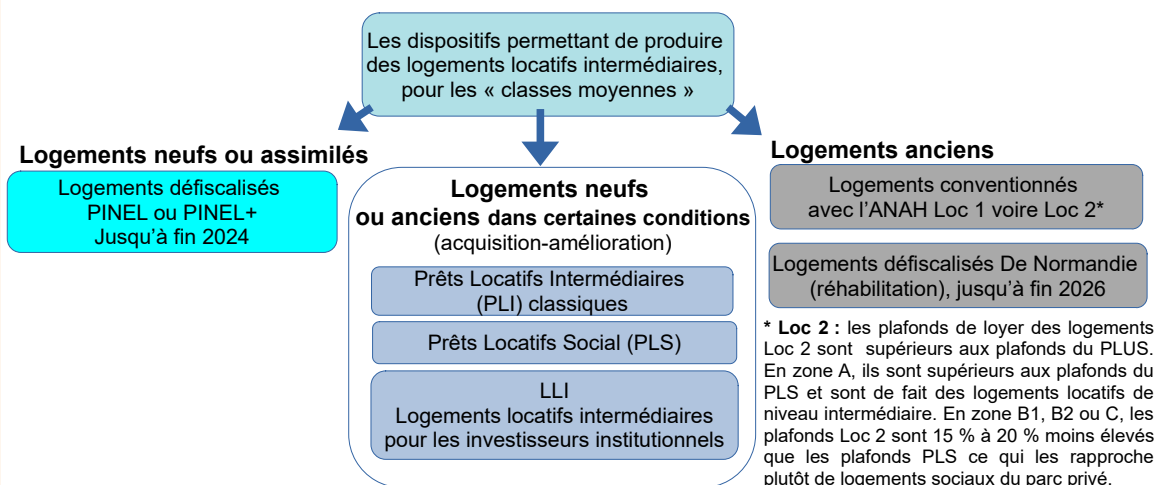 Les dispositifs permettant de produire
des logements locatifs intermédiaires,
pour les « classes moyennes »
Logements neufs ou assimilés
Logements défiscalisés
PINEL ou PINEL+
Jusqu'à fin 2024
Logements neufs
ou anciens dans certaines conditions
(acquisition-amélioration)
Prêts Locatifs Intermédiaires
(PLI) classiques
Prêts Locatifs Social (PLS)
LLI
Logements locatifs intermédiaires
pour les investisseurs institutionnels
Logements anciens
Logements conventionnés
avec l'ANAH Loc 1 voire Loc 2*
Logements défiscalisés De Normandie
(réhabilitation), jusqu'à fin 2026
* Loc 2 : les plafonds de loyer des logements
Loc 2 sont supérieurs aux plafonds du PLUS.
En zone A, ils sont supérieurs aux plafonds du
PLS et sont de fait des logements locatifs de
niveau intermédiaire. En zone B1, B2 ou C, les
plafonds Loc 2 sont 15 % à 20 % moins élevés
que les plafonds PLS ce qui les rapproche
plutôt de logements sociaux du parc privé.